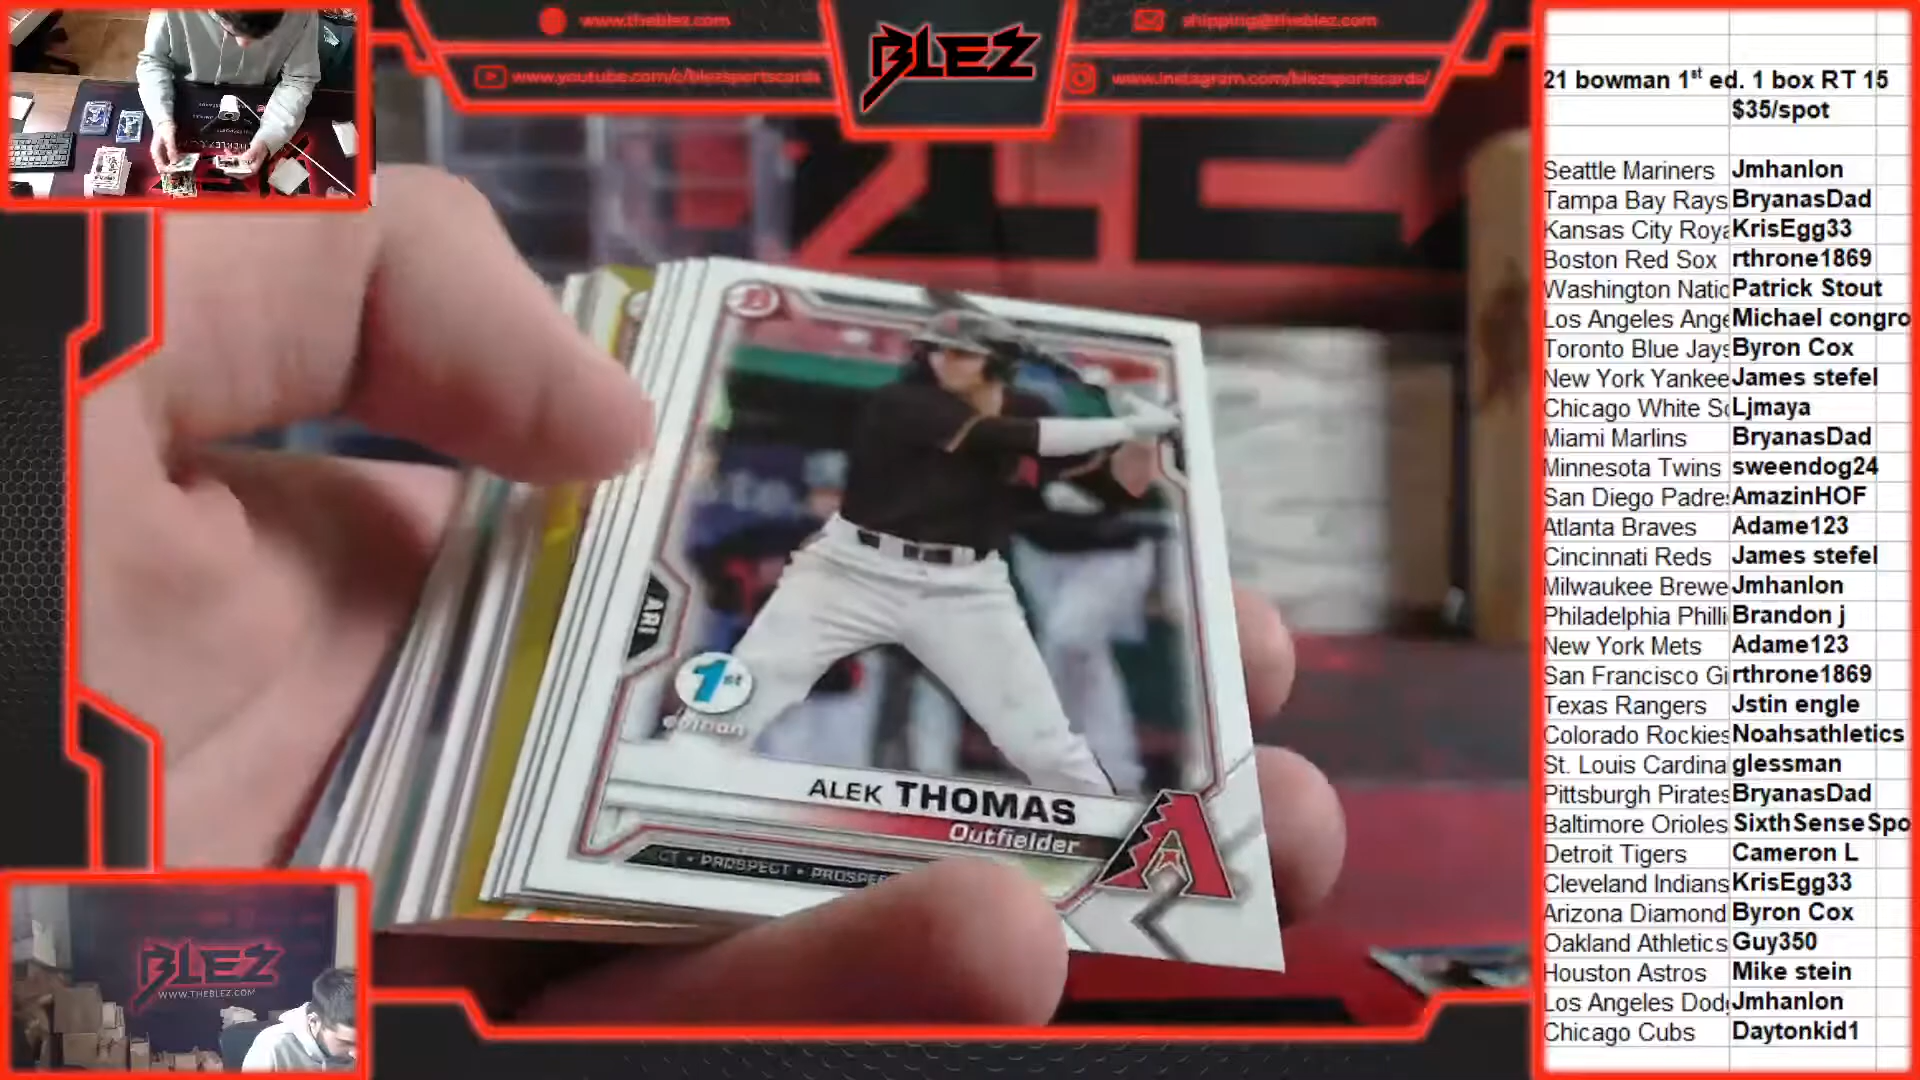 www.theblez.com
www.youtube.com/c/blezsportscards
BLEZ
shipping@theblez.com
www.instagram.com/blezsportscards/
21 bowman 1st ed. 1 box RT 15
$35/spot
Seattle Mariners Jmhanlon
Tampa Bay Rays BryanasDad
Kansas City Roya KrisEgg33
Boston Red Sox rthrone1869
Washington Natio Patrick Stout
Los Angeles Ange Michael congro
Toronto Blue Jays Byron Cox
New York Yankee James stefel
Chicago White So Ljmaya
Miami Marlins BryanasDad
Minnesota Twins sweendog24
San Diego Padres AmazinHOF
Atlanta Braves Adame123
Cincinnati Reds James stefel
Milwaukee Brewe Jmhanlon
Philadelphia Philli Brandon j
New York Mets Adame123
San Francisco Gi rthrone1869
Texas Rangers Jstin engle
Colorado Rockies Noahsathletics
St. Louis Cardina glessman
Pittsburgh Pirates BryanasDad
Baltimore Orioles SixthSenseSpo
Detroit Tigers Cameron L
Cleveland Indians KrisEgg33
Arizona Diamond Byron Cox
Oakland Athletics Guy350
Houston Astros Mike stein
Los Angeles Dodg Jmhanlon
Chicago Cubs Daytonkid1
ARI
1st
ALEK THOMAS
Outfielder
CT • PROSPECT • PROSPE
BLEZ
WWW.THEBLEZ.COM